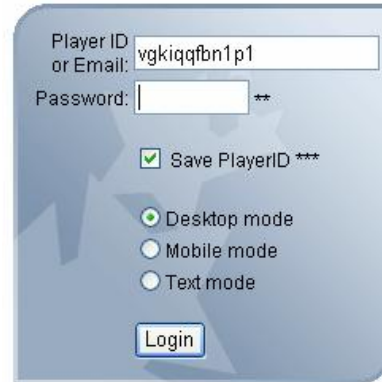 Player ID
or Email: vgkiqqfbn1p1
Password: **
Save PlayerID ***
Desktop mode
Mobile mode
Text mode
Login